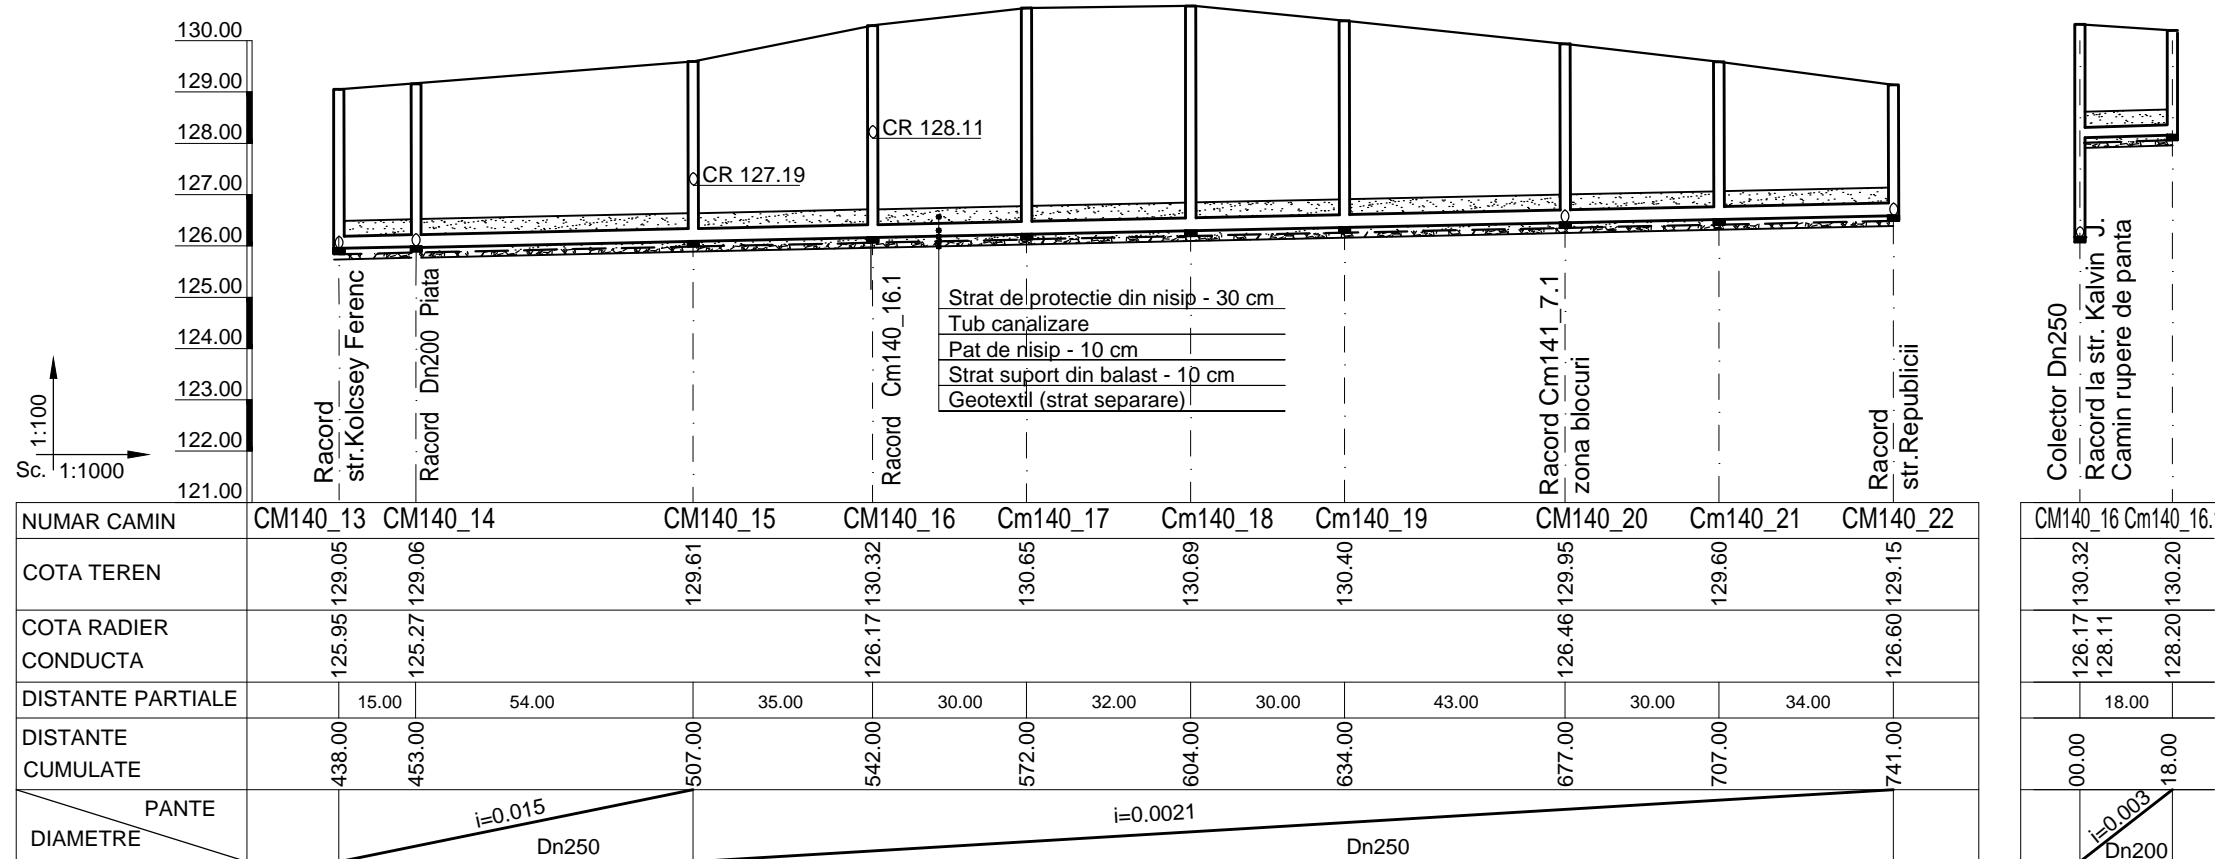 130.00
129.00
128.00
127.00
126.00
125.00
124.00
123.00
122.00
121.00
1:100
Sc. 1:1000
CR 127.19
CR 128.11
Racord
str.Kolcsey Ferenc
Racord Dn200 Piata
Racord Cm140_16.1
Strat de protectie din nisip - 30 cm
Tub canalizare
Pat de nisip - 10 cm
Strat suport din balast - 10 cm
Geotextil (strat separare)
Racord Cm141_7.1
zona blocuri
Racord
str.Republicii
Colector Dn250
Racord la str. Kalvin J.
Camin rupere de panta
NUMAR CAMIN CM140_13 CM140_14 CM140_15 CM140_16 Cm140_17 Cm140_18 Cm140_19 CM140_20 Cm140_21 CM140_22
CM140_16 Cm140_16.
COTA TEREN 129.05 129.06 129.61 130.32 130.65 130.69 130.40 129.95 129.60 129.15
130.32 130.20
COTA RADIER
CONDUCTA
125.95 125.27 126.17 126.46 126.60
126.17 128.11 128.20
DISTANTE PARTIALE 15.00 54.00 35.00 30.00 32.00 30.00 43.00 30.00 34.00
18.00
DISTANTE
CUMULATE
438.00 453.00 507.00 542.00 572.00 604.00 634.00 677.00 707.00 741.00
00.00 18.00
PANTE
DIAMETRE
i=0.015
Dn250
i=0.0021
Dn250
i=0.003
Dn200